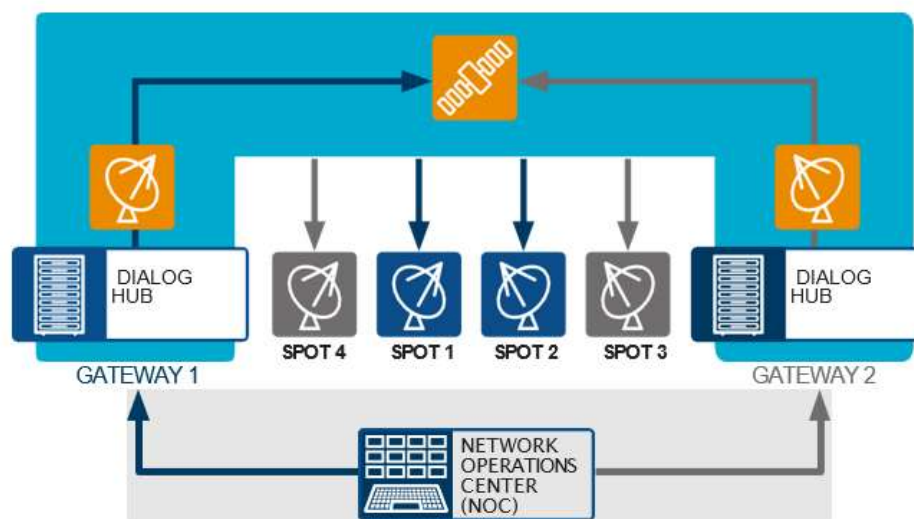 DIALOG
HUB
DIALOG
HUB
SPOT 4
SPOT 1
SPOT 2
SPOT 3
GATEWAY 1
GATEWAY 2
NETWORK
OPERATIONS
CENTER
(NOC)